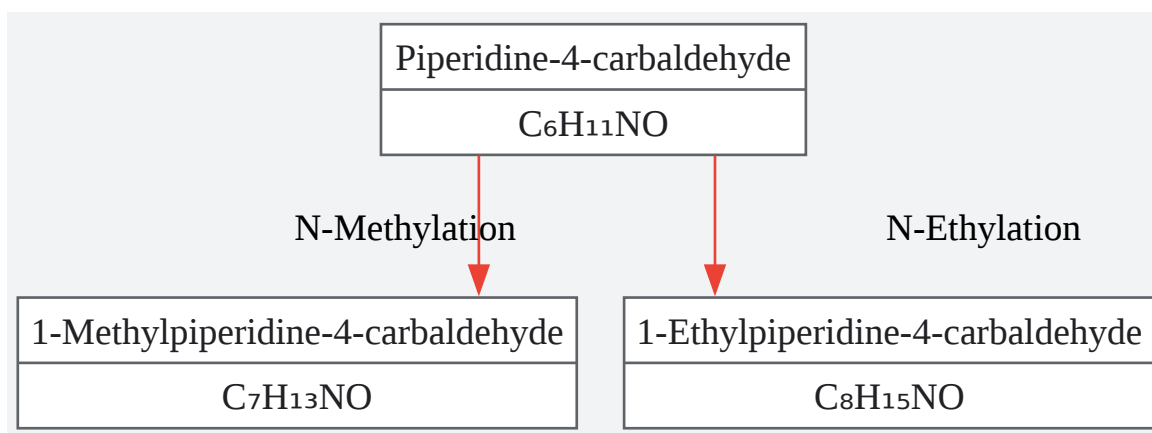 Piperidine-4-carbaldehyde
C₆H₁₁NO
N-Methylation
N-Ethylation
1-Methylpiperidine-4-carbaldehyde
C₇H₁₃NO
1-Ethylpiperidine-4-carbaldehyde
C₈H₁₅NO